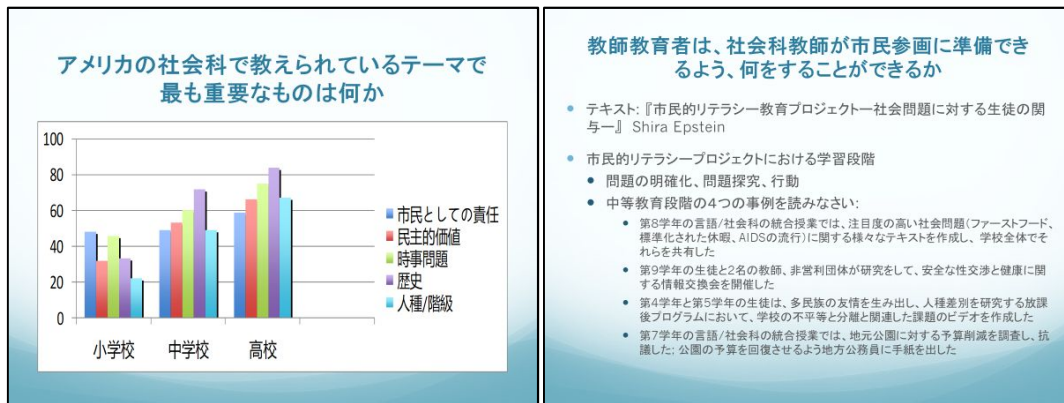 アメリカの社会科で教えられているテーマで
最も重要なものは何か
100
80
60
40
20
0
小学校
中学校
高校
市民としての責任
民主的価値
時事問題
歴史
人種/階級
教師教育者は、社会科教師が市民参画に準備でき
るよう、何をすることができるか
テキスト:『市民的リテラシー教育プロジェクトー社会問題に対する生徒の関
与ー』 Shira Epstein
市民的リテラシープロジェクトにおける学習段階
問題の明確化、問題探究、行動
中等教育段階の4つの事例を読みなさい:
第8学年の言語/社会科の統合授業では、注目度の高い社会問題(ファーストフード、
標準化された休暇、AIDSの流行)に関する様々なテキストを作成し、学校全体でそ
れらを共有した
第9学年の生徒と2名の教師、非営利団体が研究をして、安全な性交渉と健康に関
する情報交換会を開催した
第4学年と第5学年の生徒は、多民族の友情を生み出し、人種差別を研究する放課
後プログラムにおいて、学校の不平等と分離と関連した課題のビデオを作成した
第7学年の言語/社会科の統合授業では、地元公園に対する予算削減を調査し、抗
議した; 公園の予算を回復させるよう地方公務員に手紙を出した